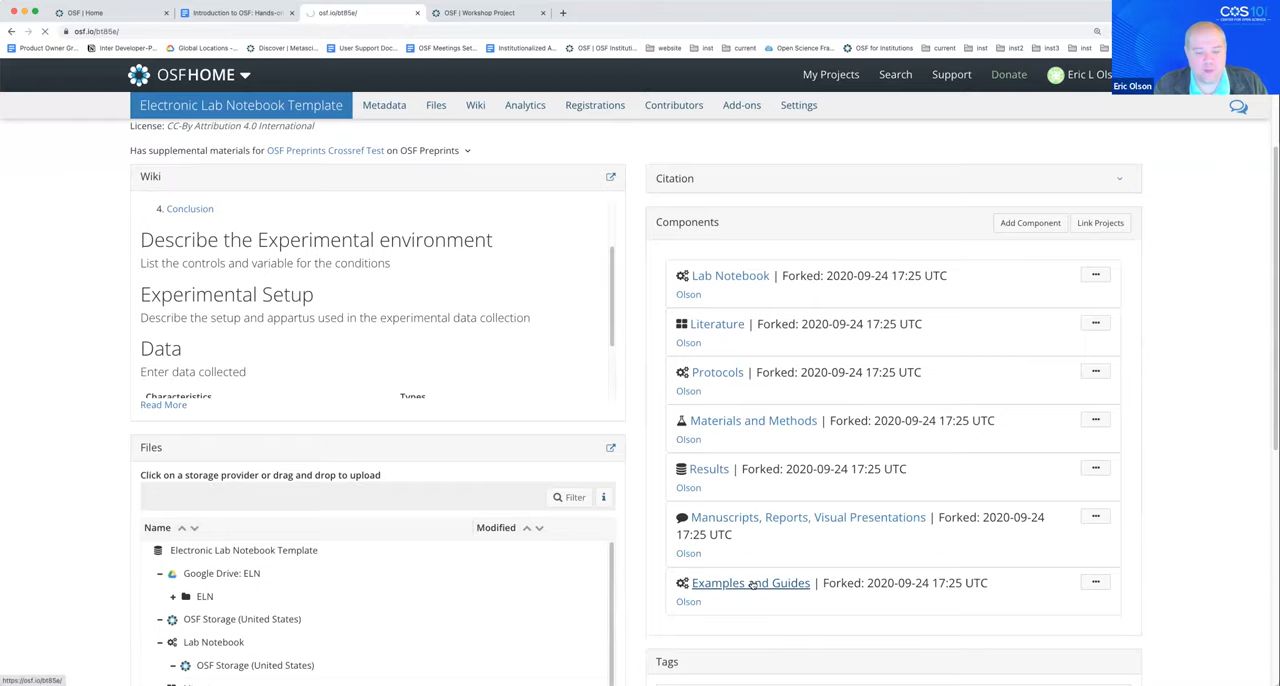 OSF | Home
Introduction to OSF: Hands-o
osf.io/bt85e/
OSF | Workshop Project
osf.io/bt85e/
Product Owner Gr...
Inter Developer-P...
Global Locations -...
Discover | Metasci...
User Support Doc...
OSF Meetings Set...
Institutionalized A...
OSF | OSF Instituti...
website
inst
current
Open Science Fra...
OSF for Institutions
current
inst
inst2
inst3
inst
COS10
CENTER FOR OPEN SCIENCE
Eric Olson
OSFHOME
My Projects
Search
Support
Donate
Eric L Ols
Electronic Lab Notebook Template
Metadata
Files
Wiki
Analytics
Registrations
Contributors
Add-ons
Settings
License: CC-By Attribution 4.0 International
Has supplemental materials for OSF Preprints Crossref Test on OSF Preprints
Wiki
4. Conclusion
Describe the Experimental environment
List the controls and variable for the conditions
Experimental Setup
Describe the setup and appartus used in the experimental data collection
Data
Enter data collected
Characteristics Types
Read More
Files
Click on a storage provider or drag and drop to upload
Filter
Name Modified
Electronic Lab Notebook Template
Google Drive: ELN
ELN
OSF Storage (United States)
Lab Notebook
OSF Storage (United States)
Citation
Components
Add Component
Link Projects
Lab Notebook | Forked: 2020-09-24 17:25 UTC
Olson
Literature | Forked: 2020-09-24 17:25 UTC
Olson
Protocols | Forked: 2020-09-24 17:25 UTC
Olson
Materials and Methods | Forked: 2020-09-24 17:25 UTC
Olson
Results | Forked: 2020-09-24 17:25 UTC
Olson
Manuscripts, Reports, Visual Presentations | Forked: 2020-09-24
17:25 UTC
Olson
Examples and Guides | Forked: 2020-09-24 17:25 UTC
Olson
Tags
https://osf.io/bt85e/